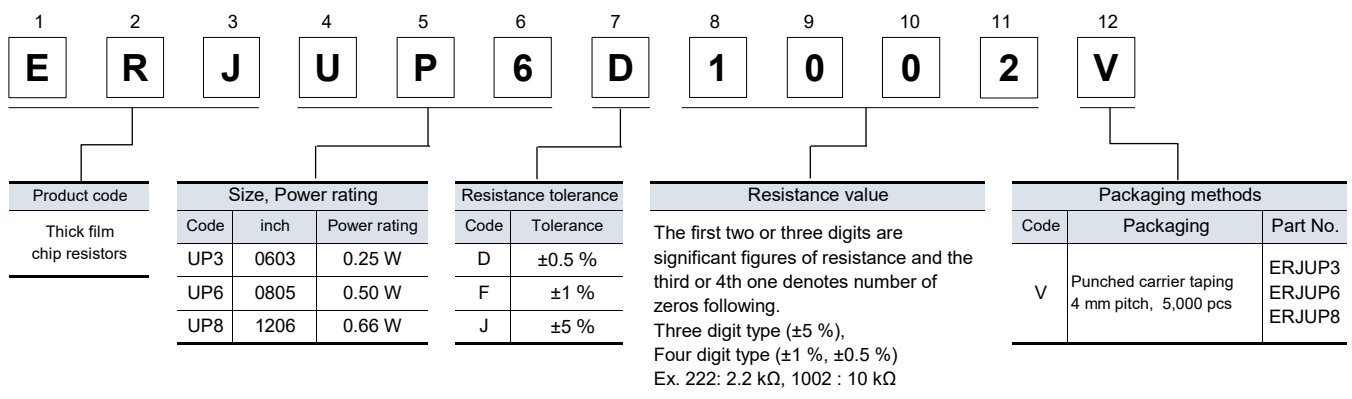 1 2 3 4 5 6 7 8 9 10 11 12
E R J U P 6 D 1 0 0 2 V
Product code
Thick film
chip resistors
Size, Power rating
Code inch Power rating
UP3 0603 0.25 W
UP6 0805 0.50 W
UP8 1206 0.66 W
Resistance tolerance
Code Tolerance
D ±0.5 %
F ±1 %
J ±5 %
Resistance value
The first two or three digits are
significant figures of resistance and the
third or 4th one denotes number of
zeros following.
Three digit type (±5 %),
Four digit type (±1 %, ±0.5 %)
Ex. 222: 2.2 kΩ, 1002 : 10 kΩ
Packaging methods
Code Packaging Part No.
V
Punched carrier taping
4 mm pitch, 5,000 pcs
ERJUP3
ERJUP6
ERJUP8